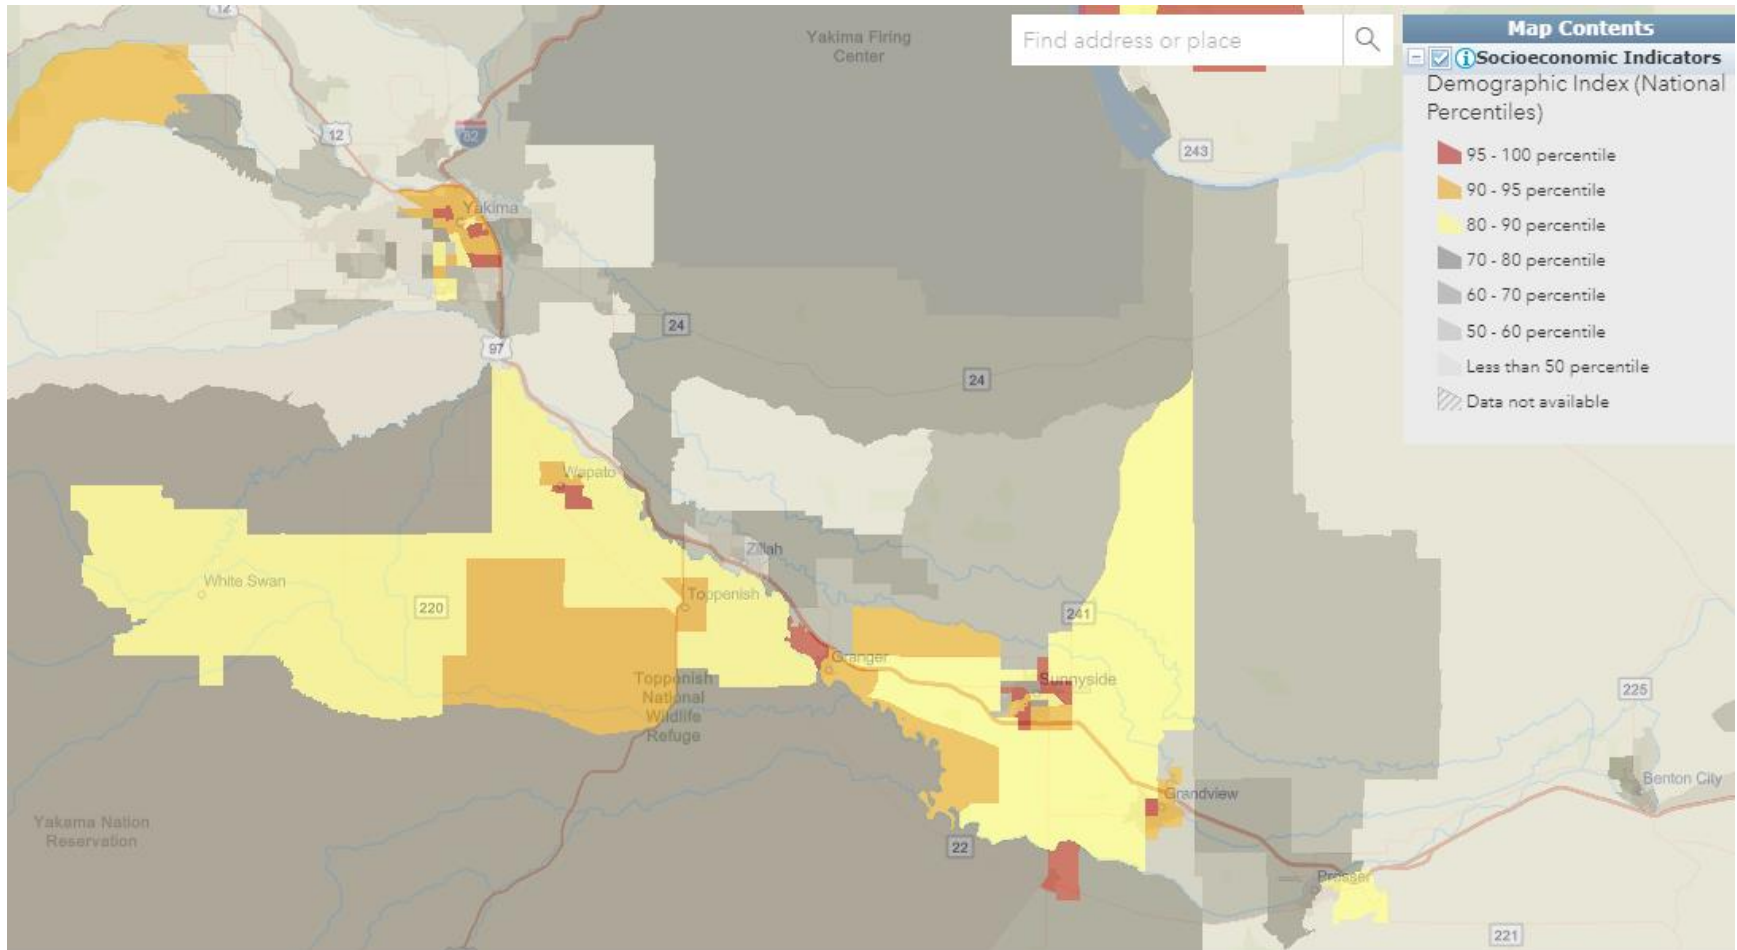 12
Yakima Firing
Center
Find address or place
Map Contents
Socioeconomic Indicators
Demographic Index (National
Percentiles)
95 - 100 percentile
90 - 95 percentile
80 - 90 percentile
70 - 80 percentile
60 - 70 percentile
50 - 60 percentile
Less than 50 percentile
Data not available
12
82
243
Yakima
24
97
24
Wapato
Zillah
White Swan
220
Toppenish
241
Granger
Toppenish
National
Wildlife
Refuge
Sunnyside
225
Benton City
Grandview
Yakama Nation
Reservation
22
Prosser
221